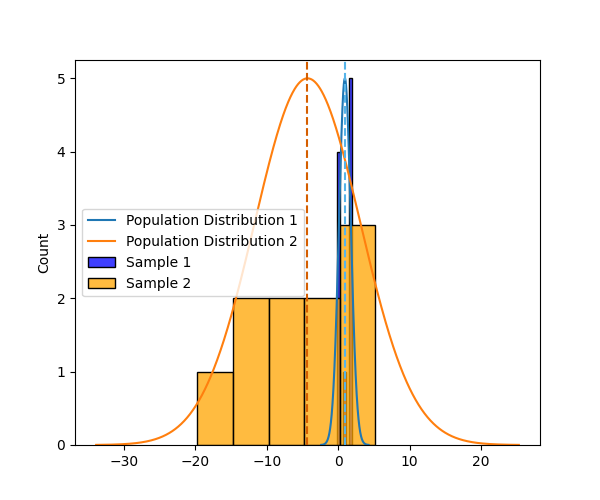 5
4
3
2
1
0
Count
Population Distribution 1
Population Distribution 2
Sample 1
Sample 2
−30
−20
−10
0
10
20